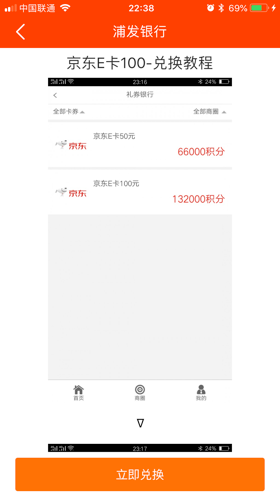 中国联通 22:38 69%
浦发银行
京东E卡100-兑换教程
23:16 24%
礼券银行
全部卡券 全部商圈
京东E卡50元
京东
66000积分
京东E卡100元
京东
132000积分
首页 商圈 我的
23:17 24%
立即兑换